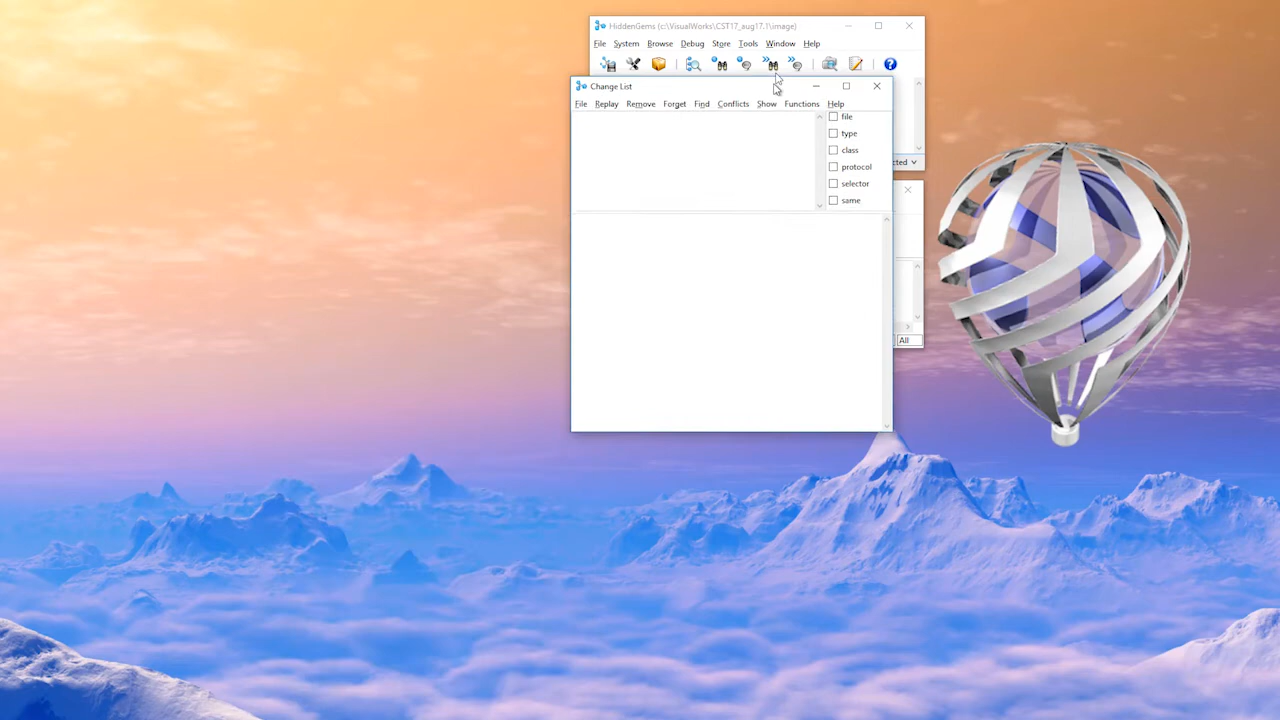 HiddenGems (c:\VisualWorks\CST17_aug17.1\image)
File System Browse Debug Store Tools Window Help
Change List
File Replay Remove Forget Find Conflicts Show Functions Help
file
type
class
protocol
selector
same
cted
All